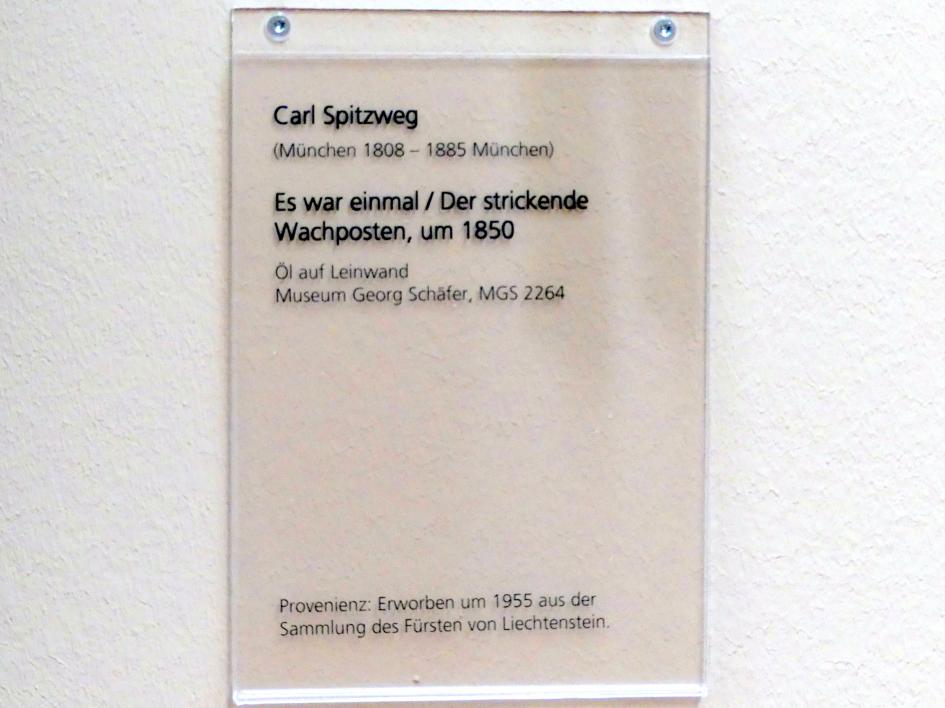 Carl Spitzweg
(München 1808 – 1885 München)
Es war einmal / Der strickende
Wachposten, um 1850
Öl auf Leinwand
Museum Georg Schäfer, MGS 2264
Provenienz: Erworben um 1955 aus der
Sammlung des Fürsten von Liechtenstein.